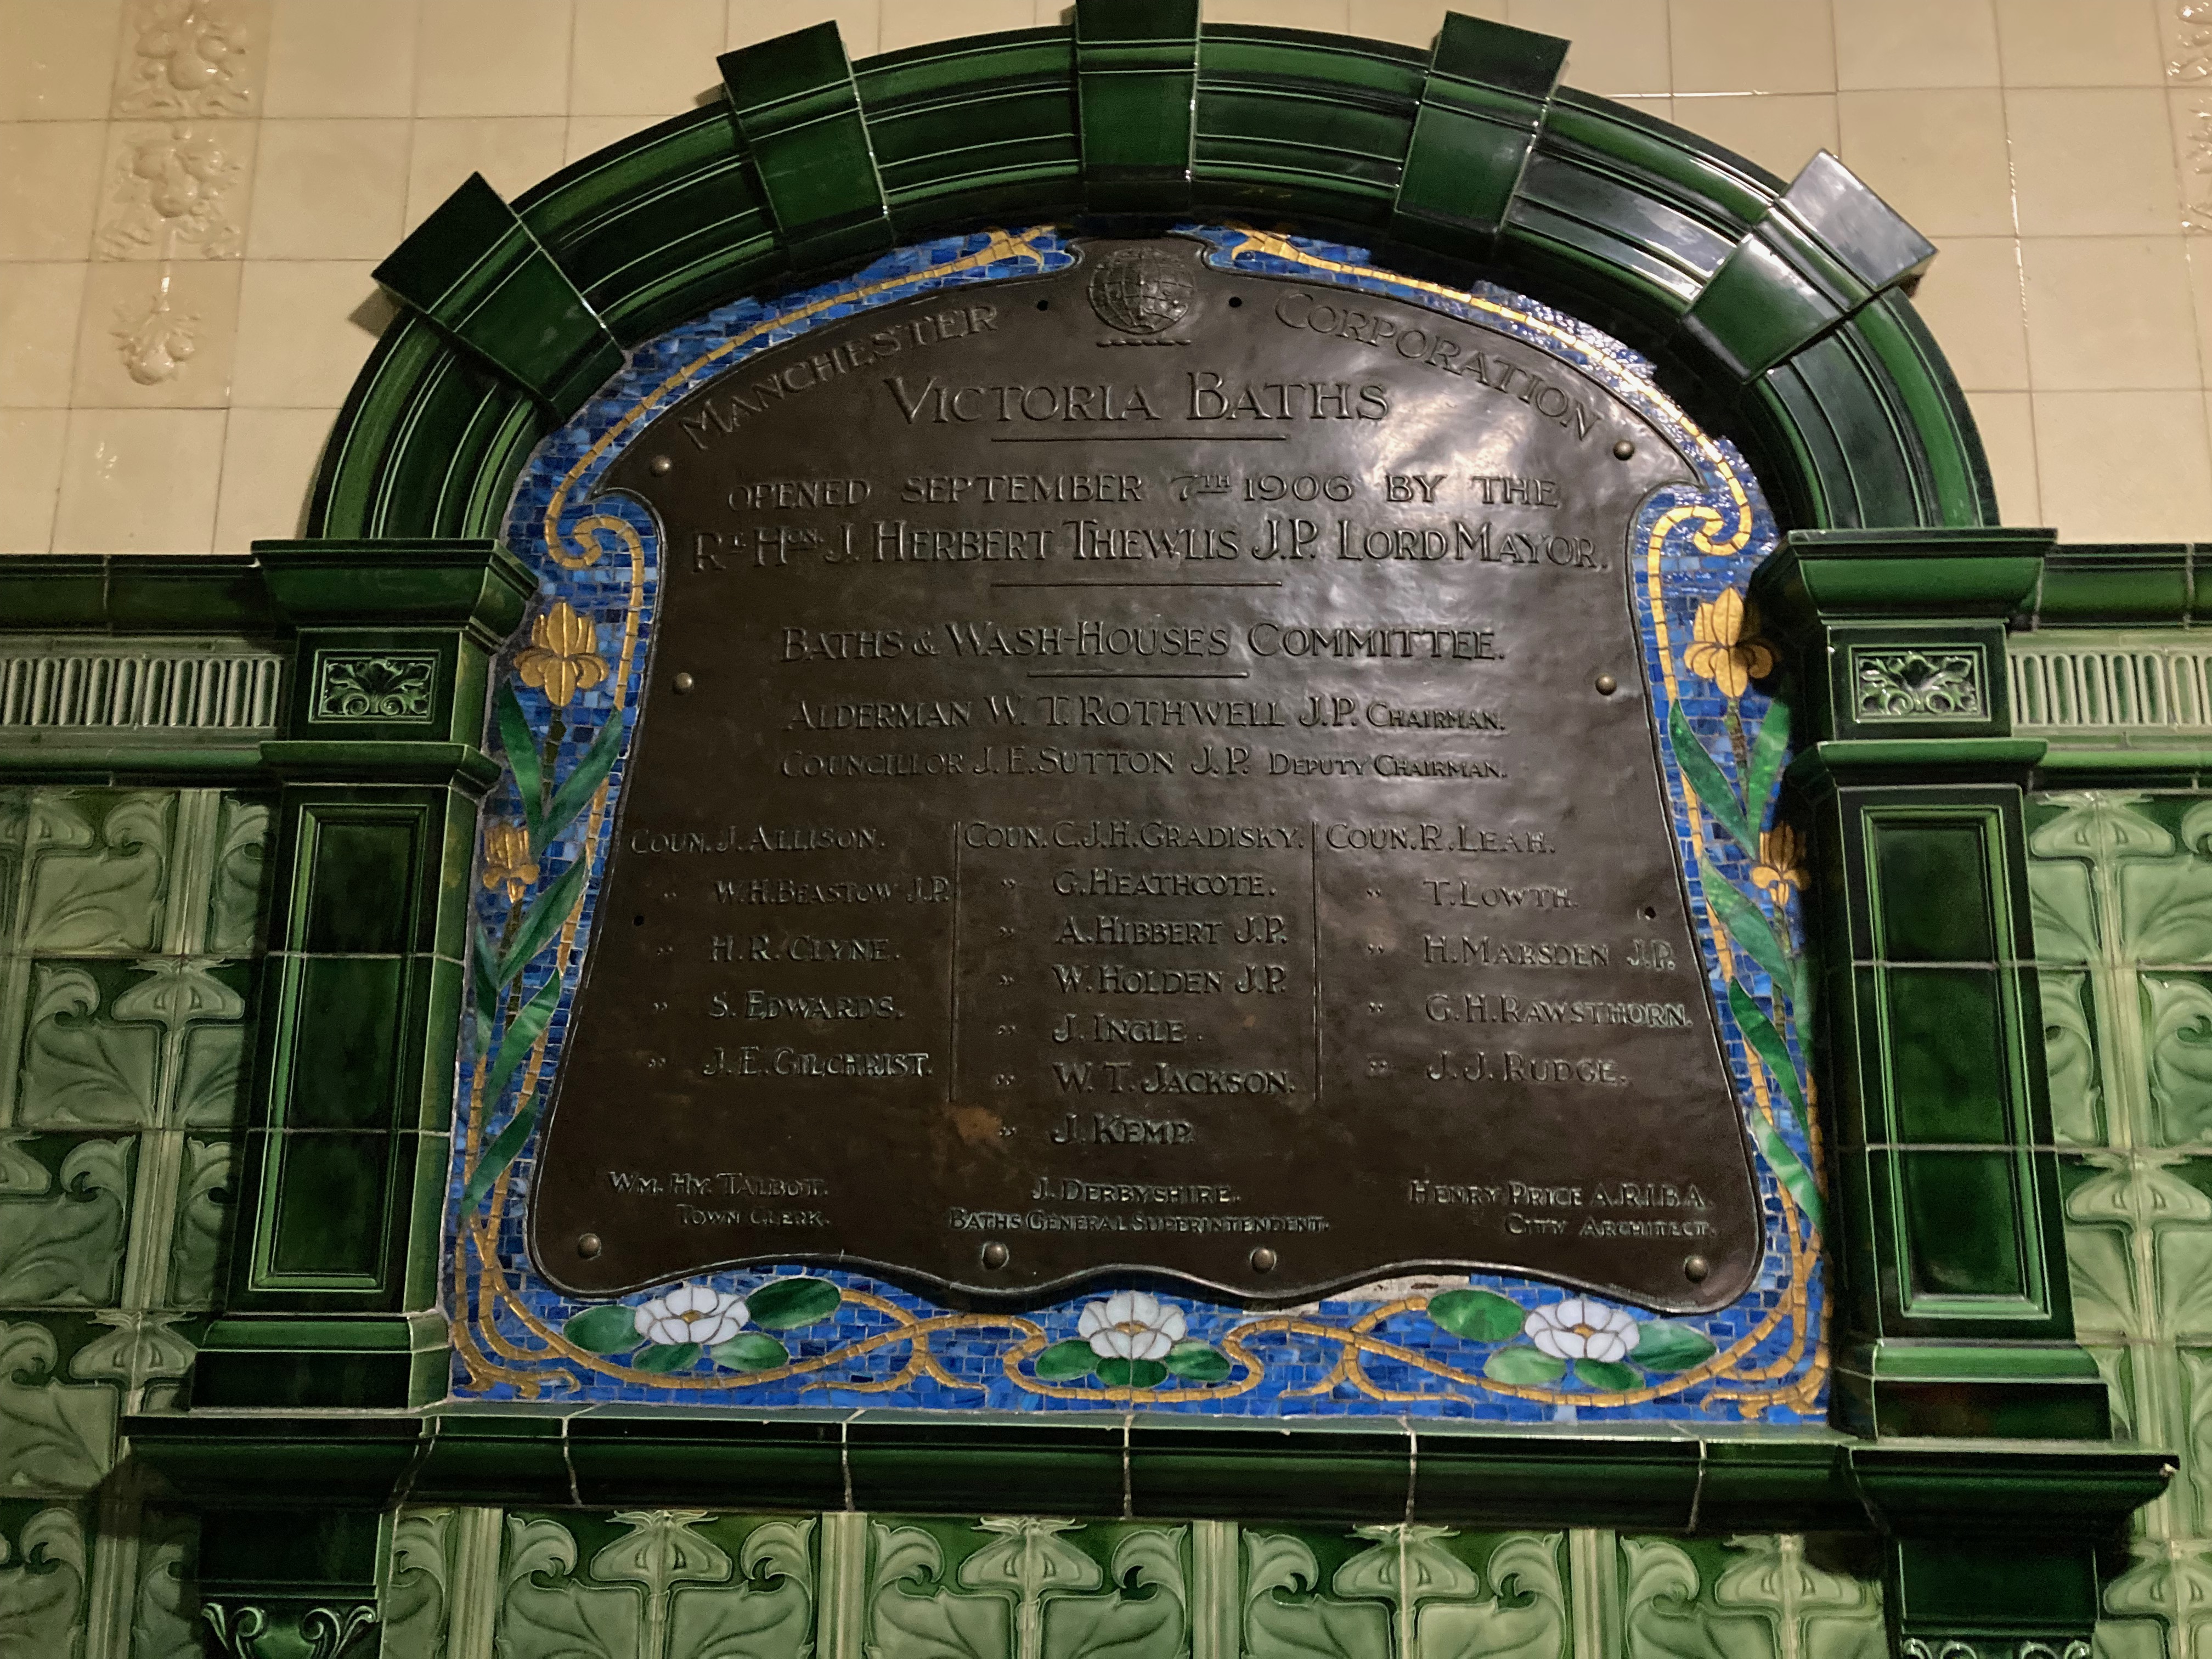 MANCHESTER CORPORATION
VICTORIA BATHS
OPENED SEPTEMBER 7TH 1906 BY THE
RT HON J. HERBERT THEWLIS J.P. LORD MAYOR.
BATHS & WASH-HOUSES COMMITTEE.
ALDERMAN W. T. ROTHWELL J.P. CHAIRMAN.
COUNCILLOR J. E. SUTTON J.P. DEPUTY CHAIRMAN.
COUN. J. ALLISON.
" W. H. BEASTOW J.P.
" H. R. CLYNE.
" S. EDWARDS.
" J. E. GILCHRIST.
COUN. C. J. H. GRADISKY.
" G. HEATHCOTE.
" A. HIBBERT J.P.
" W. HOLDEN J.P.
" J. INGLE.
" W. T. JACKSON.
" J. KEMP.
COUN. R. LEAH.
" T. LOWTH.
" H. MARSDEN J.P.
" G. H. RAWSTHORN.
" J. J. RUDGE.
WM. HY. TALBOT.
TOWN CLERK.
J. DERBYSHIRE.
BATHS GENERAL SUPERINTENDENT.
HENRY PRICE A.R.I.B.A.
CITY ARCHITECT.